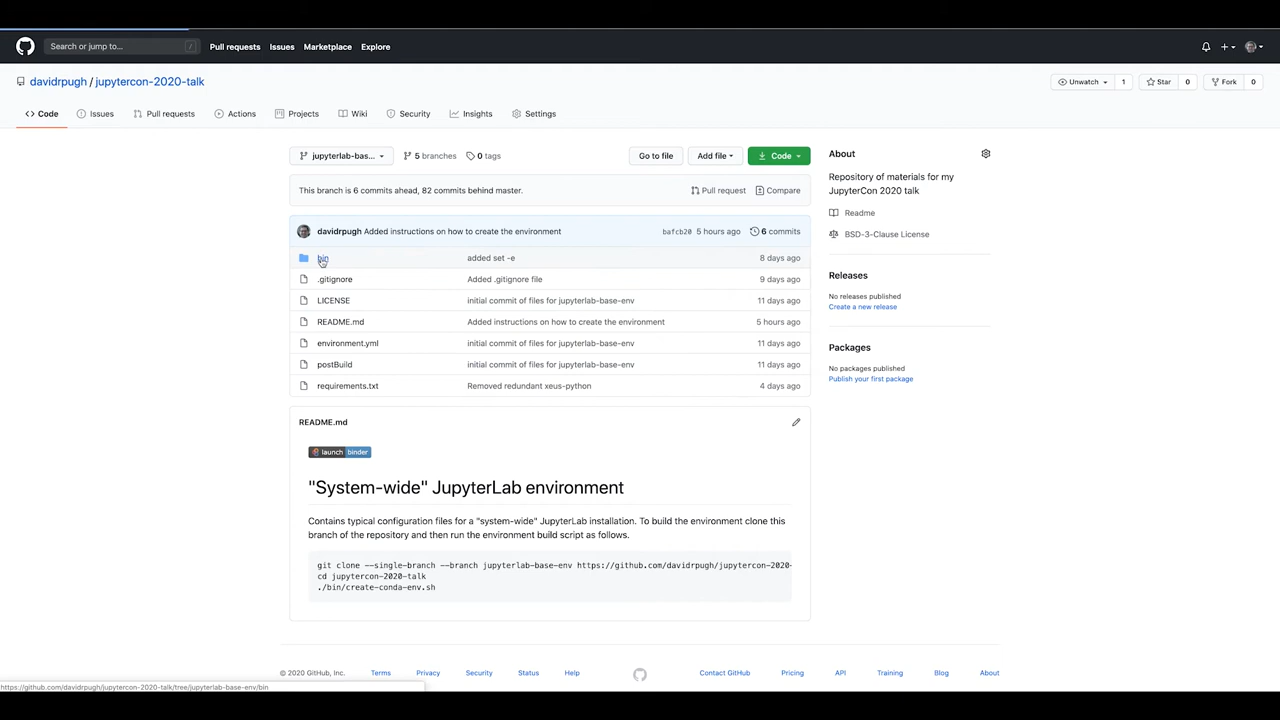 Search or jump to...
/
Pull requests
Issues
Marketplace
Explore
davidrpugh / jupytercon-2020-talk
Unwatch
1
Star
0
Fork
0
Code
Issues
Pull requests
Actions
Projects
Wiki
Security
Insights
Settings
jupyterlab-bas...
5 branches
0 tags
Go to file
Add file
Code
This branch is 6 commits ahead, 82 commits behind master.
Pull request
Compare
davidrpugh Added instructions on how to create the environment
bafcb20 5 hours ago
6 commits
bin
added set -e
8 days ago
.gitignore
Added .gitignore file
9 days ago
LICENSE
initial commit of files for jupyterlab-base-env
11 days ago
README.md
Added instructions on how to create the environment
5 hours ago
environment.yml
initial commit of files for jupyterlab-base-env
11 days ago
postBuild
initial commit of files for jupyterlab-base-env
11 days ago
requirements.txt
Removed redundant xeus-python
4 days ago
README.md
launch binder
"System-wide" JupyterLab environment
Contains typical configuration files for a "system-wide" JupyterLab installation. To build the environment clone this
branch of the repository and then run the environment build script as follows.
git clone --single-branch --branch jupyterlab-base-env https://github.com/davidrpugh/jupytercon-2020-
cd jupytercon-2020-talk
./bin/create-conda-env.sh
About
Repository of materials for my
JupyterCon 2020 talk
Readme
BSD-3-Clause License
Releases
No releases published
Create a new release
Packages
No packages published
Publish your first package
© 2020 GitHub, Inc.
Terms
Privacy
Security
Status
Help
Contact GitHub
Pricing
API
Training
Blog
About
https://github.com/davidrpugh/jupytercon-2020-talk/tree/jupyterlab-base-env/bin